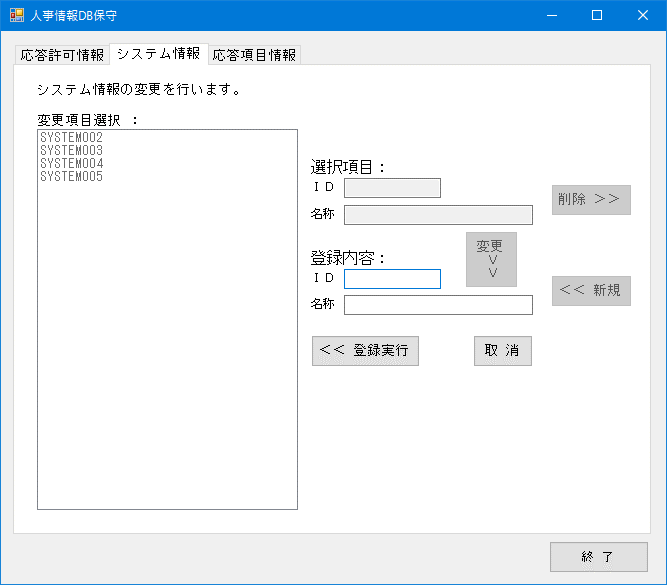 人事情報DB保守
応答許可情報 システム情報 応答項目情報
システム情報の変更を行います。
変更項目選択 ：
SYSTEM002
SYSTEM003
SYSTEM004
SYSTEM005
選択項目：
ＩＤ
名称
削除 ＞＞
変更
∨
∨
登録内容：
ＩＤ
名称
＜＜ 新規
＜＜ 登録実行
取 消
終 了